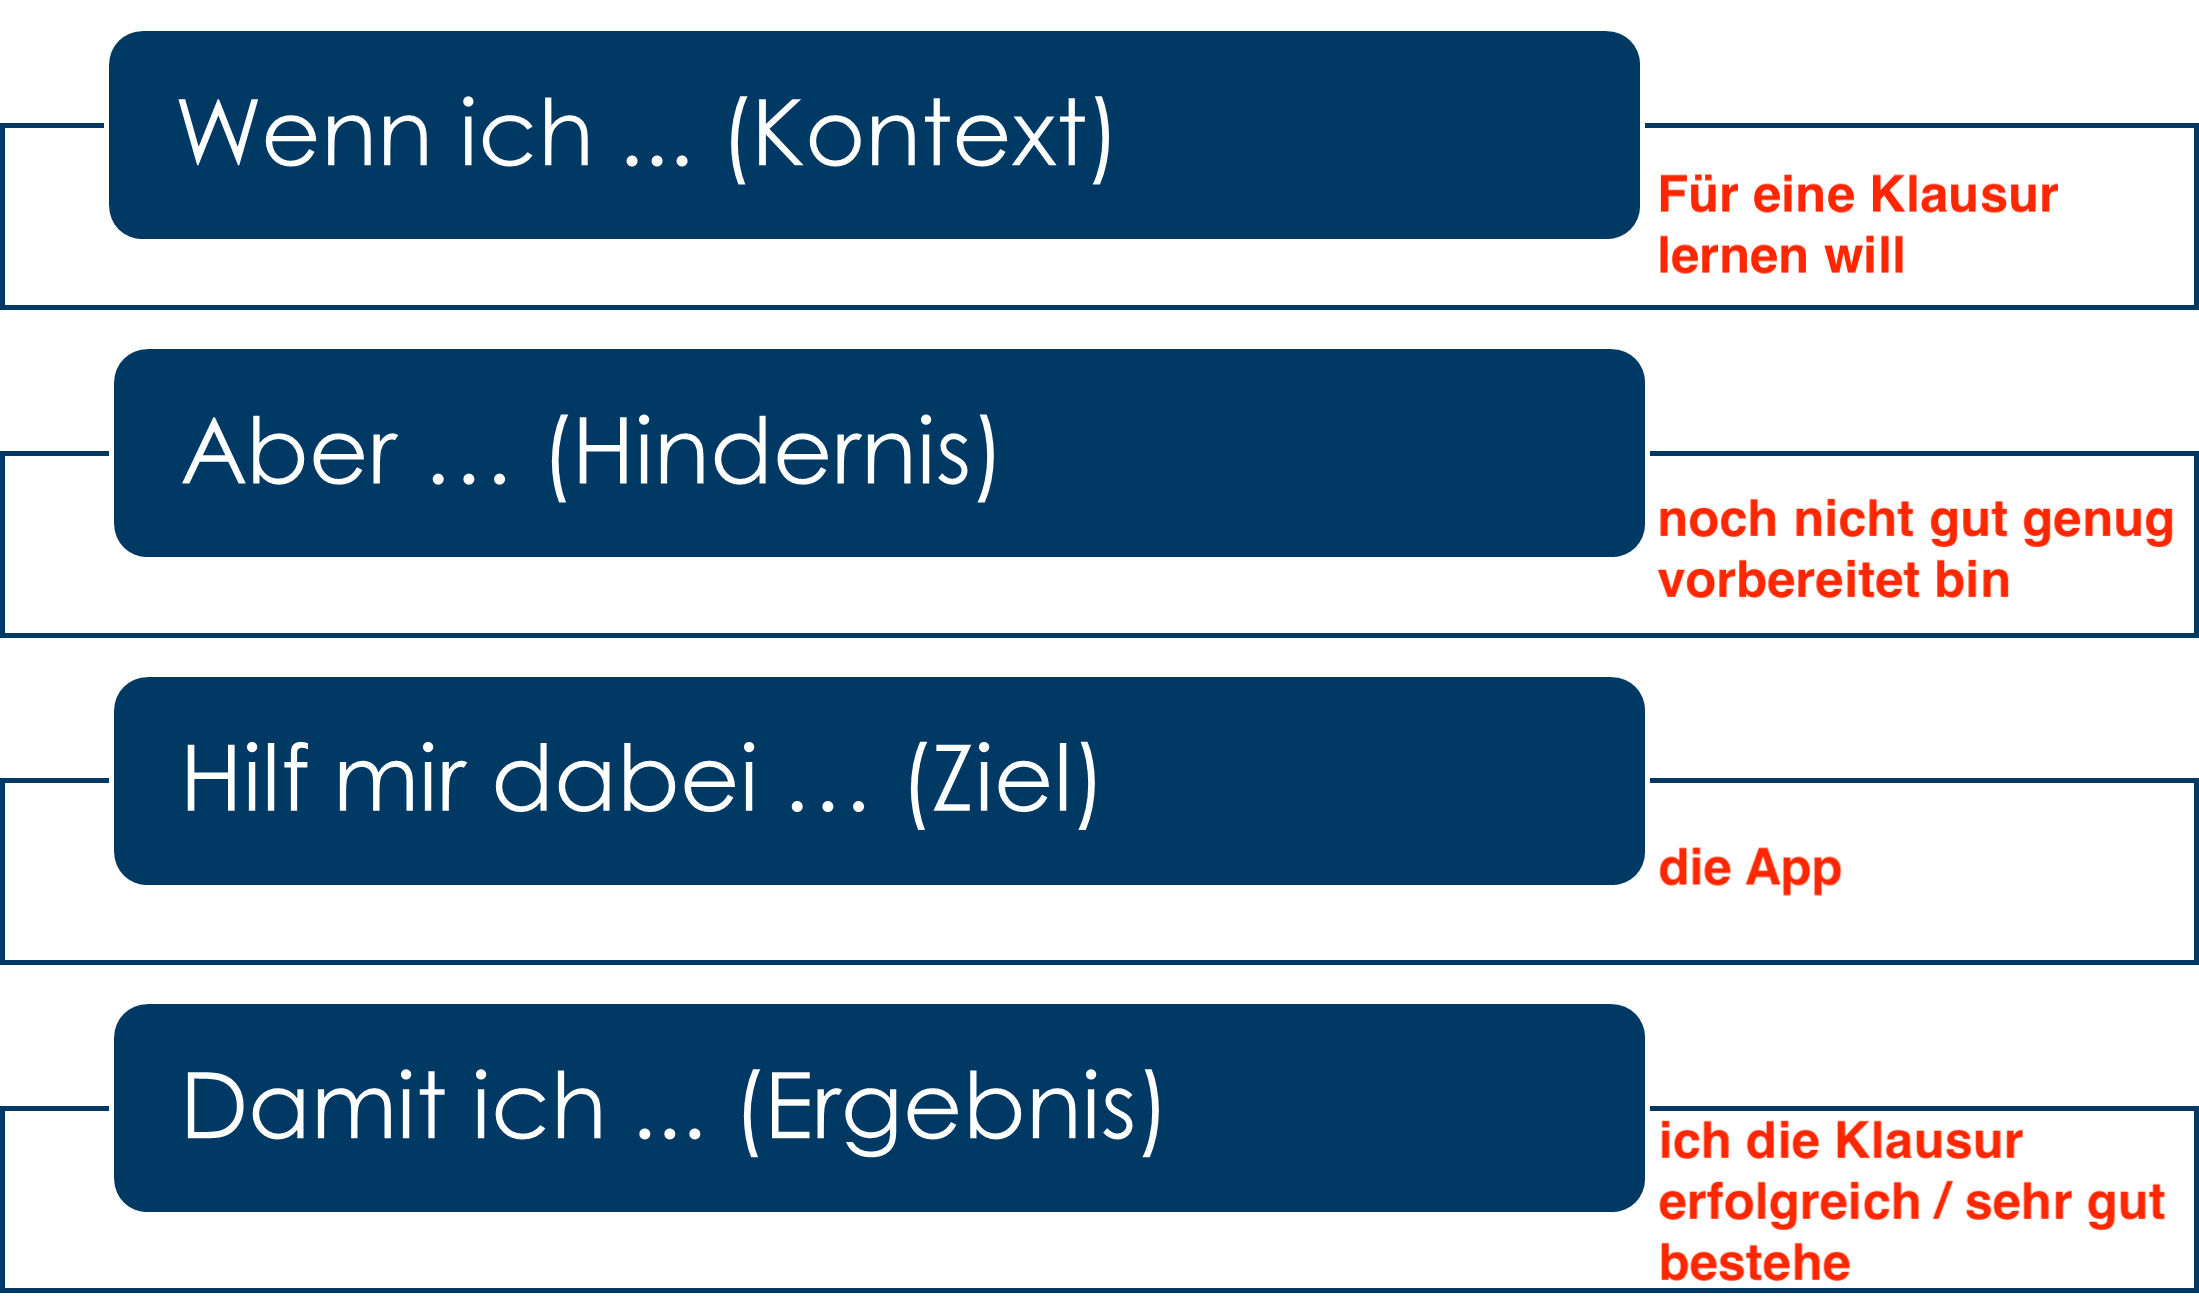 Wenn ich ... (Kontext)
Für eine Klausur
lernen will
Aber ... (Hindernis)
noch nicht gut genug
vorbereitet bin
Hilf mir dabei ... (Ziel)
die App
Damit ich ... (Ergebnis)
ich die Klausur
erfolgreich / sehr gut
bestehe